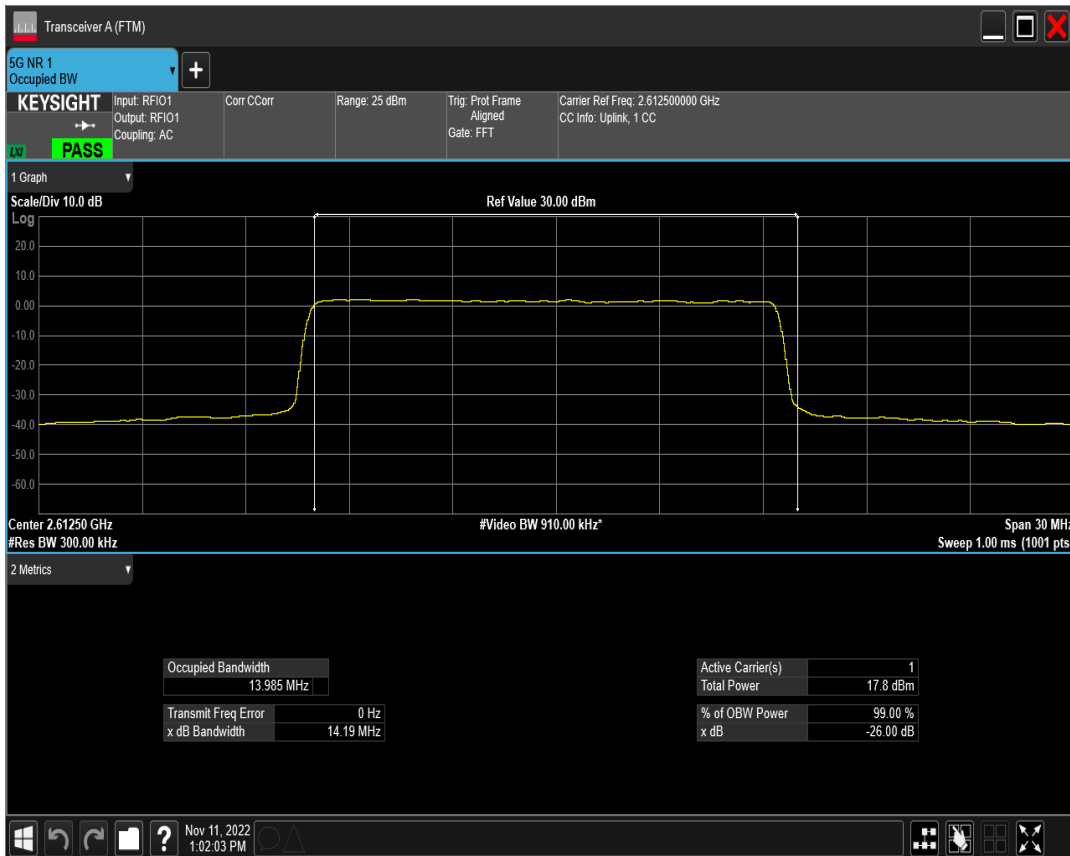 Transceiver A (FTM)
5G NR 1
Occupied BW
+
KEYSIGHT
LXI
PASS
Input: RFIO1
Output: RFIO1
Coupling: AC
Corr CCorr
Range: 25 dBm
Trig: Prot Frame
Aligned
Gate: FFT
Carrier Ref Freq: 2.612500000 GHz
CC Info: Uplink, 1 CC
1 Graph
Scale/Div 10.0 dB
Ref Value 30.00 dBm
Log
20.0
10.0
0.00
-10.0
-20.0
-30.0
-40.0
-50.0
-60.0
Center 2.61250 GHz
#Video BW 910.00 kHz*
Span 30 MHz
#Res BW 300.00 kHz
Sweep 1.00 ms (1001 pts
2 Metrics
Occupied Bandwidth
13.985 MHz
Transmit Freq Error 0 Hz
x dB Bandwidth 14.19 MHz
Active Carrier(s) 1
Total Power 17.8 dBm
% of OBW Power 99.00 %
x dB -26.00 dB
?
Nov 11, 2022
1:02:03 PM